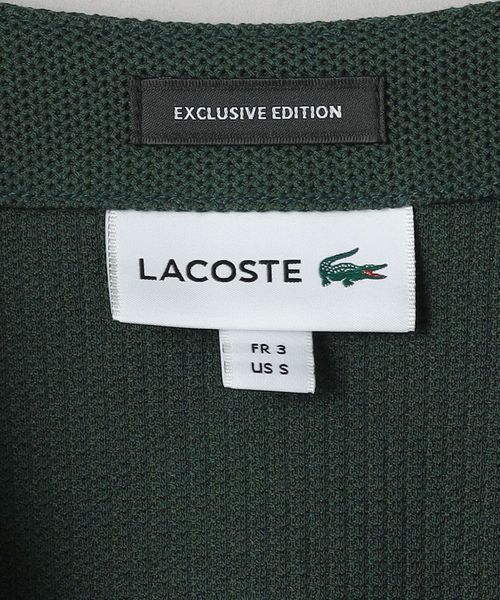 EXCLUSIVE EDITION
LACOSTE
FR 3
US S